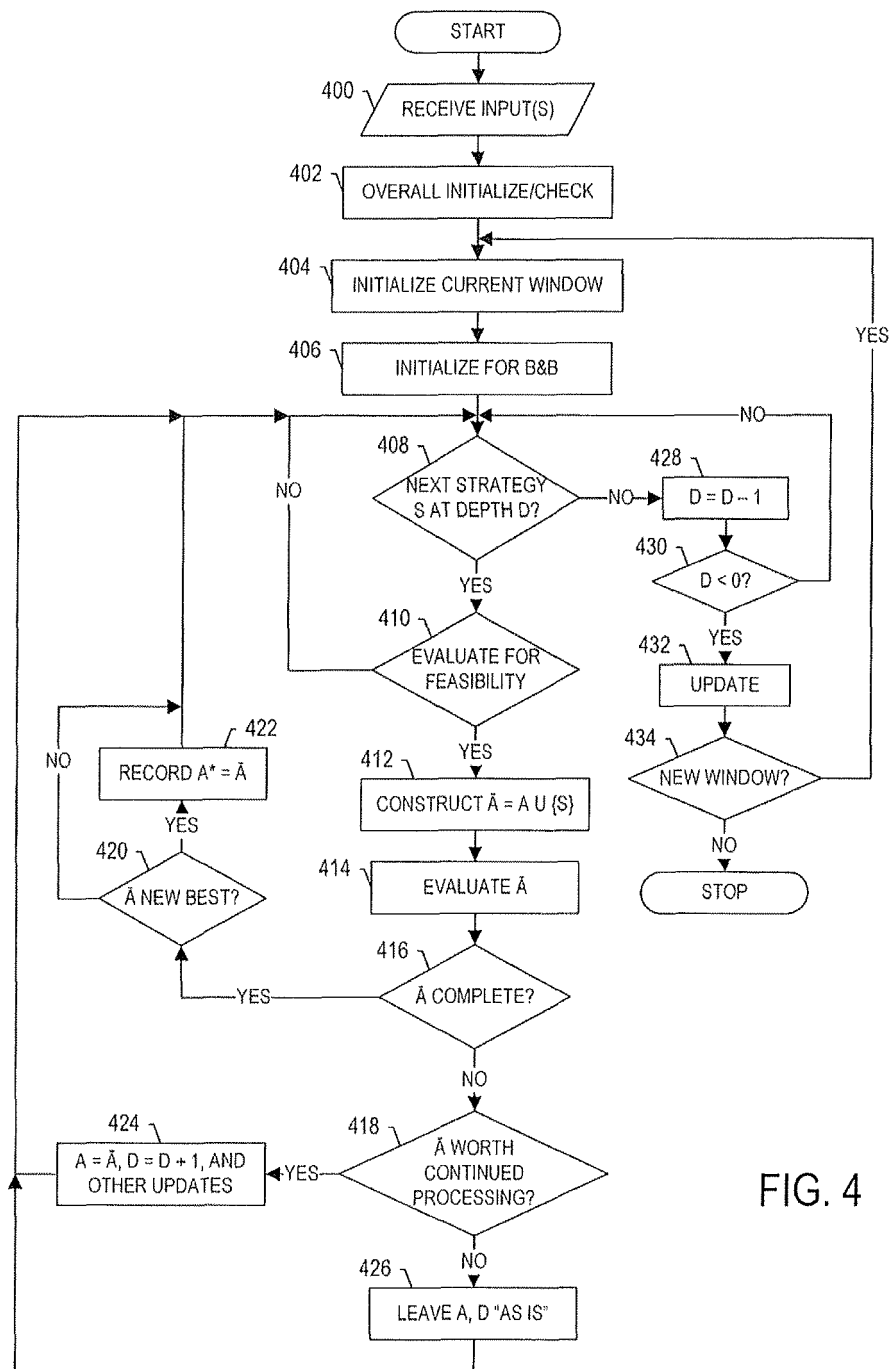 START
400
RECEIVE INPUT(S)
402
OVERALL INITIALIZE/CHECK
404
INITIALIZE CURRENT WINDOW
YES
406
INITIALIZE FOR B&B
NO
408
NEXT STRATEGY
S AT DEPTH D?
NO
428
D = D – 1
NO
YES
430
D < 0?
410
EVALUATE FOR
FEASIBILITY
YES
432
UPDATE
NO
422
RECORD A* = Ā
YES
412
CONSTRUCT Ā = A U {S}
434
NEW WINDOW?
YES
420
Ā NEW BEST?
414
EVALUATE Ā
NO
STOP
416
Ā COMPLETE?
YES
NO
424
A = Ā, D = D + 1, AND
OTHER UPDATES
YES
418
Ā WORTH
CONTINUED
PROCESSING?
FIG. 4
NO
426
LEAVE A, D "AS IS"